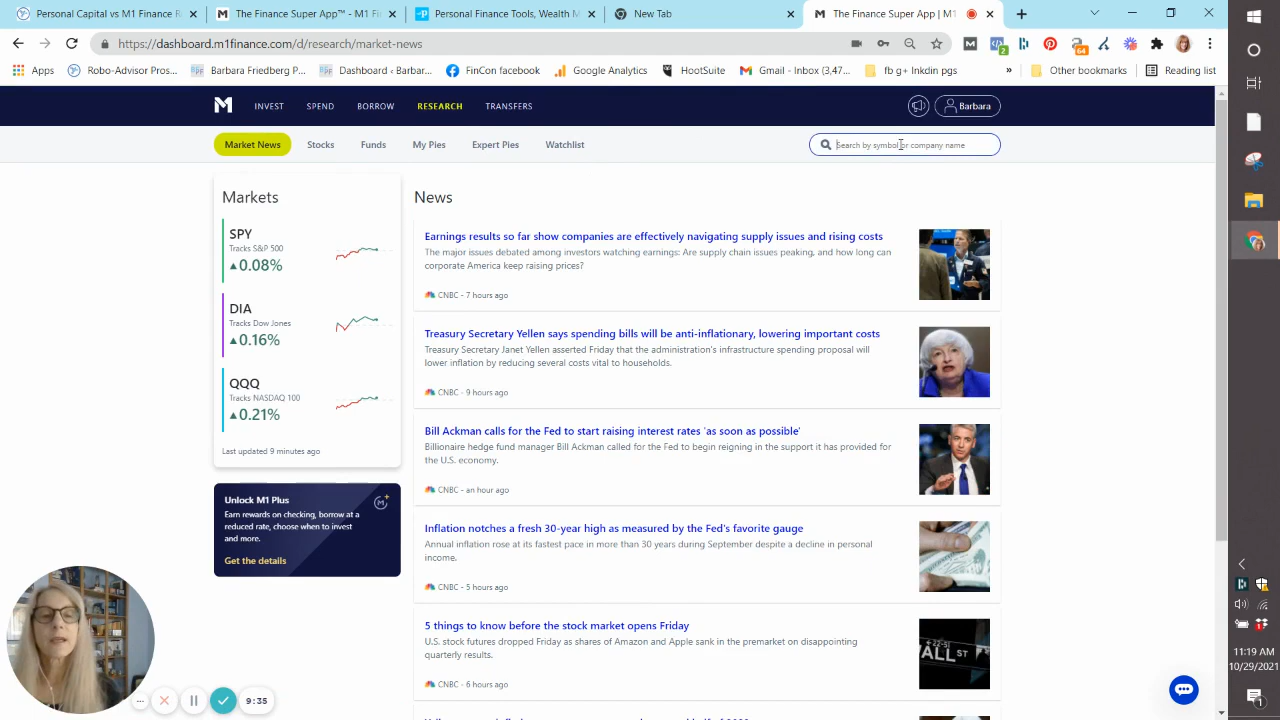 Personal Capital vs M1 Finance R
The Finance Super App™ - M1 Fi
Personal Finance Tools, Wealth M
New Tab
The Finance Super App™ - M
https://dashboard.m1finance.com/d/research/market-news
2
64
Apps
Robo-Advisor Pros...
Barbara Friedberg P...
Dashboard - Barbar...
FinCon facebook
Google Analytics
HootSuite
Gmail - Inbox (3,47...
fb g+ Inkdn pgs
Other bookmarks
Reading list
INVEST
SPEND
BORROW
RESEARCH
TRANSFERS
Barbara
Market News
Stocks
Funds
My Pies
Expert Pies
Watchlist
Search by symbol or company name
Markets
SPY
Tracks S&P 500
0.08%
DIA
Tracks Dow Jones
0.16%
QQQ
Tracks NASDAQ 100
0.21%
Last updated 9 minutes ago
Unlock M1 Plus
Earn rewards on checking, borrow at a
reduced rate, choose when to invest
and more.
Get the details
News
Earnings results so far show companies are effectively navigating supply issues and rising costs
The major issues debated among investors watching earnings: Are supply chain issues peaking, and how long can
corporate America keep raising prices?
CNBC - 7 hours ago
Treasury Secretary Yellen says spending bills will be anti-inflationary, lowering important costs
Treasury Secretary Janet Yellen asserted Friday that the administration's infrastructure spending proposal will
lower inflation by reducing several costs vital to households.
CNBC - 9 hours ago
Bill Ackman calls for the Fed to start raising interest rates 'as soon as possible'
Billionaire hedge fund manager Bill Ackman called for the Fed to begin reigning in the support it has provided for
the U.S. economy.
CNBC - an hour ago
Inflation notches a fresh 30-year high as measured by the Fed's favorite gauge
Annual inflation rose at its fastest pace in more than 30 years during September despite a decline in personal
income.
CNBC - 5 hours ago
5 things to know before the stock market opens Friday
U.S. stock futures dropped Friday as shares of Amazon and Apple sank in the premarket on disappointing
quarterly results.
CNBC - 6 hours ago
WALL ST
9:35
11:19 AM
10/29/2021